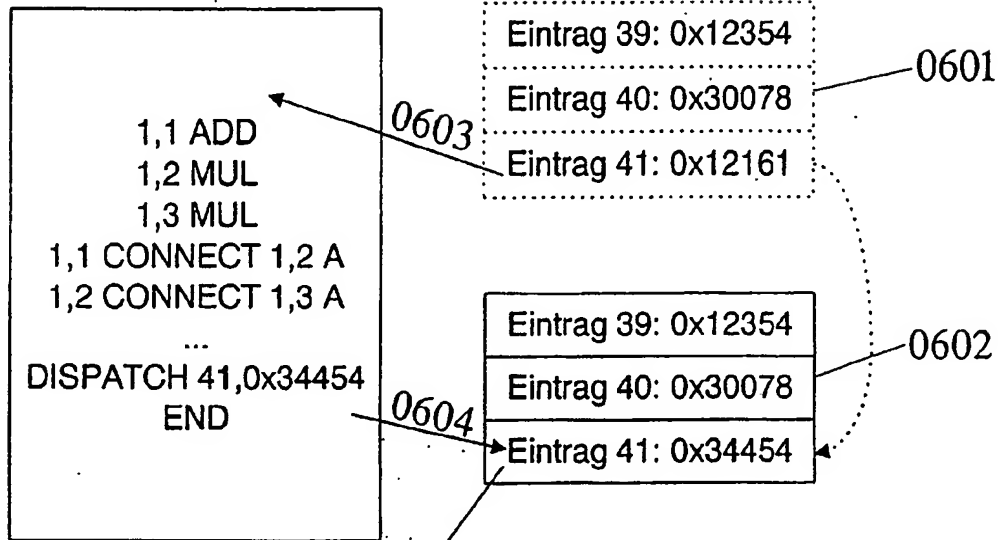 1,1 ADD
1,2 MUL
1,3 MUL
1,1 CONNECT 1,2 A
1,2 CONNECT 1,3 A
...
DISPATCH 41,0x34454
END
0603
0604
Eintrag 39: 0x12354
Eintrag 40: 0x30078
Eintrag 41: 0x12161
0601
Eintrag 39: 0x12354
Eintrag 40: 0x30078
Eintrag 41: 0x34454
0602